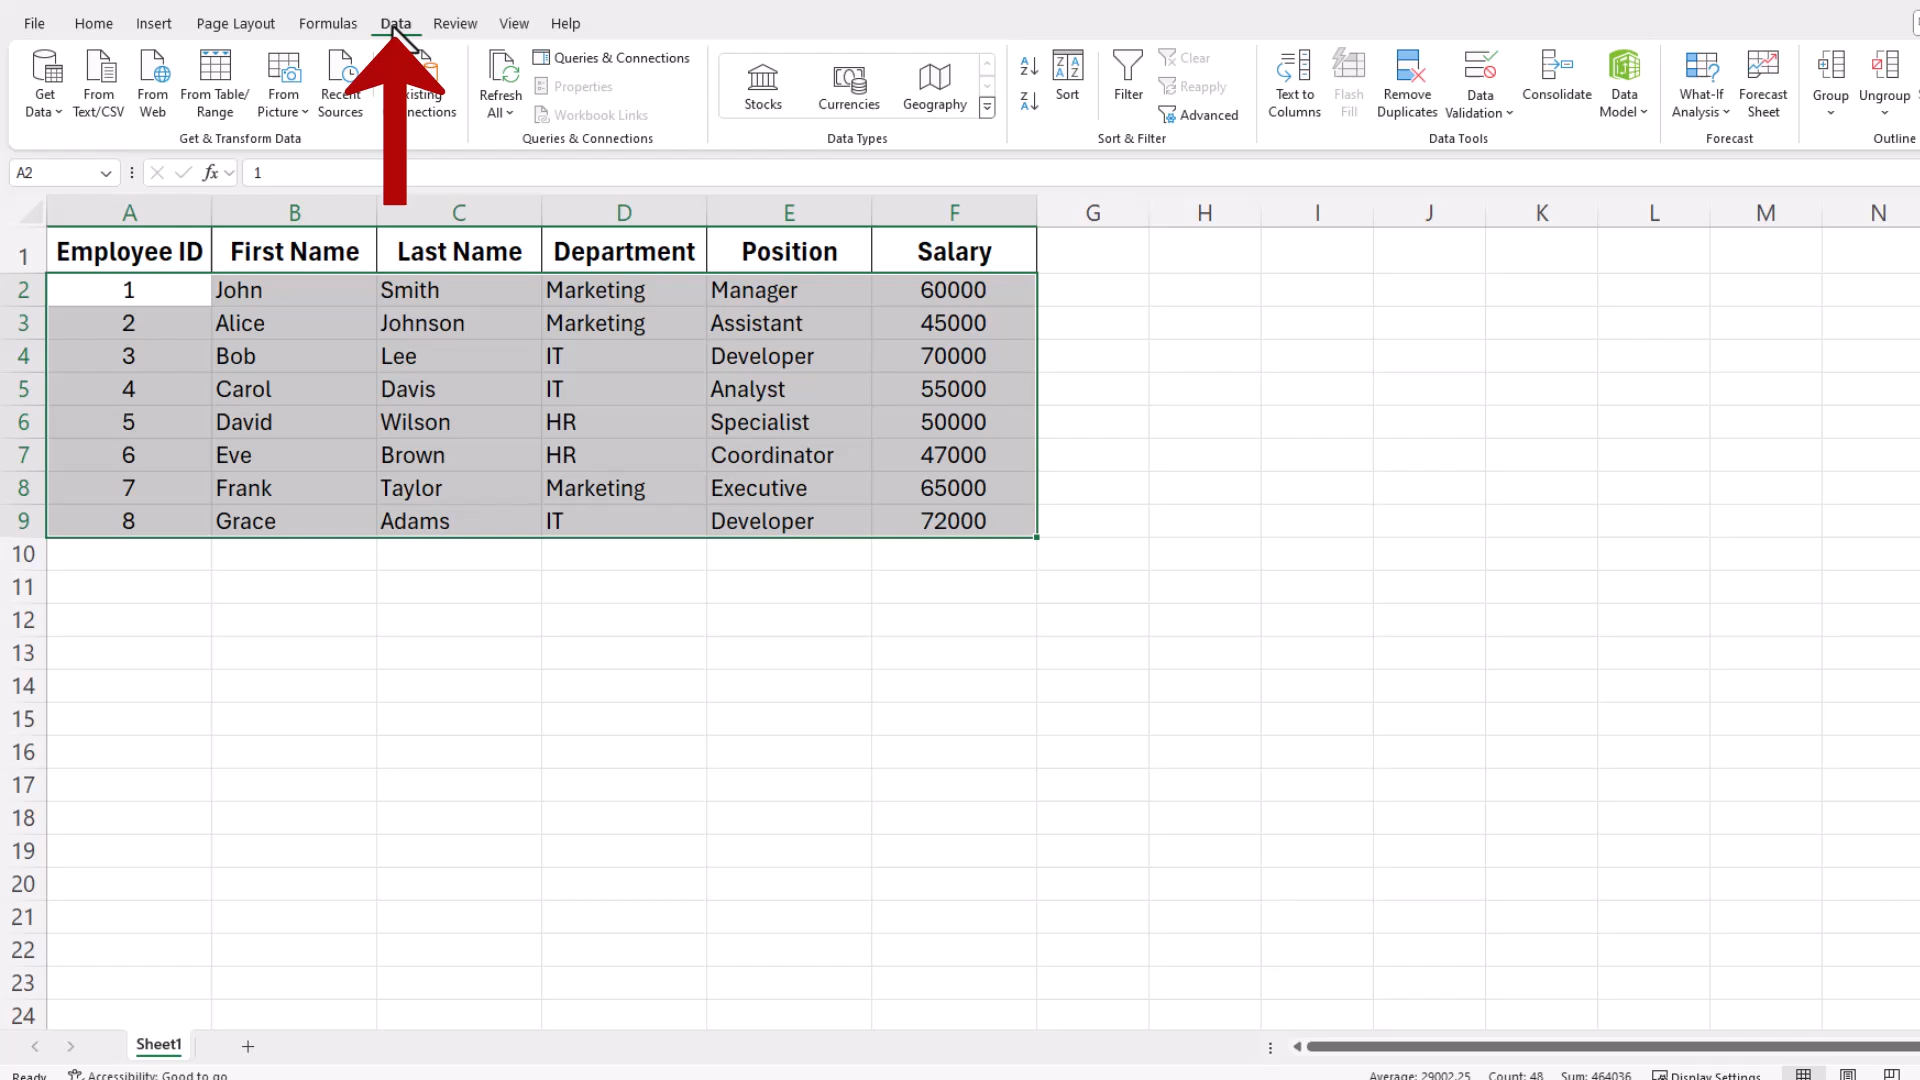 File Home Insert Page Layout Formulas Data Review View Help
Get Data From Text/CSV From Web From Table/ Range From Picture Recent Sources Connections
Get & Transform Data
Refresh All
Queries & Connections
Properties
Workbook Links
Queries & Connections
Stocks Currencies Geography
Data Types
Sort
Filter
Clear
Reapply
Advanced
Sort & Filter
Text to Columns Flash Fill Remove Duplicates Data Validation Consolidate Data Model
Data Tools
What-If Analysis Forecast Sheet
Forecast
Group Ungroup
Outline
A2 fx 1
A B C D E F G H I J K L M N
1 Employee ID First Name Last Name Department Position Salary
2 1 John Smith Marketing Manager 60000
3 2 Alice Johnson Marketing Assistant 45000
4 3 Bob Lee IT Developer 70000
5 4 Carol Davis IT Analyst 55000
6 5 David Wilson HR Specialist 50000
7 6 Eve Brown HR Coordinator 47000
8 7 Frank Taylor Marketing Executive 65000
9 8 Grace Adams IT Developer 72000
10
11
12
13
14
15
16
17
18
19
20
21
22
23
24
Sheet1
Ready Accessibility: Good to go Average: 29002.25 Count: 48 Sum: 464036 Display Settings